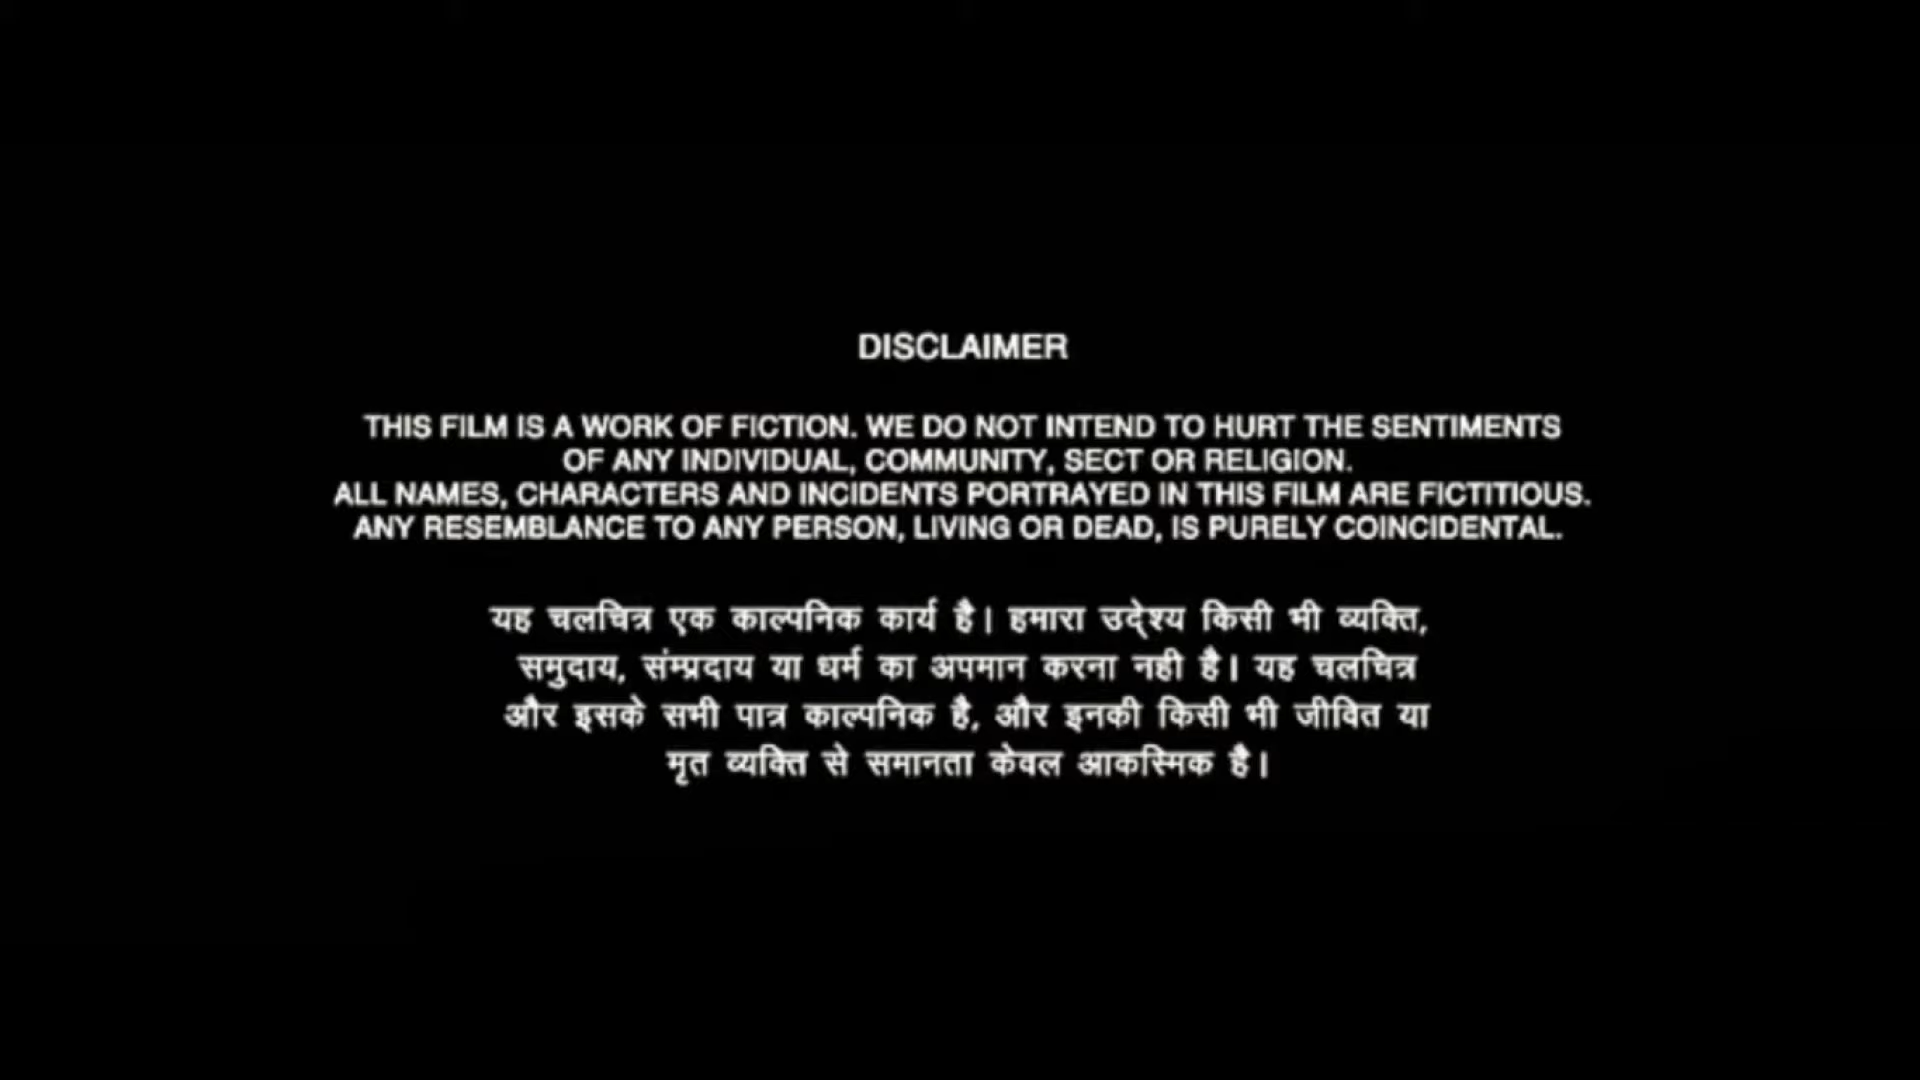 DISCLAIMER
THIS FILM IS A WORK OF FICTION. WE DO NOT INTEND TO HURT THE SENTIMENTS
OF ANY INDIVIDUAL, COMMUNITY, SECT OR RELIGION.
ALL NAMES, CHARACTERS AND INCIDENTS PORTRAYED IN THIS FILM ARE FICTITIOUS.
ANY RESEMBLANCE TO ANY PERSON, LIVING OR DEAD, IS PURELY COINCIDENTAL.
यह चलचित्र एक काल्पनिक कार्य है। हमारा उद्देश्य किसी भी व्यक्ति,
समुदाय, संम्प्रदाय या धर्म का अपमान करना नही है। यह चलचित्र
और इसके सभी पात्र काल्पनिक है, और इनकी किसी भी जीवित या
मृत व्यक्ति से समानता केवल आकस्मिक है।